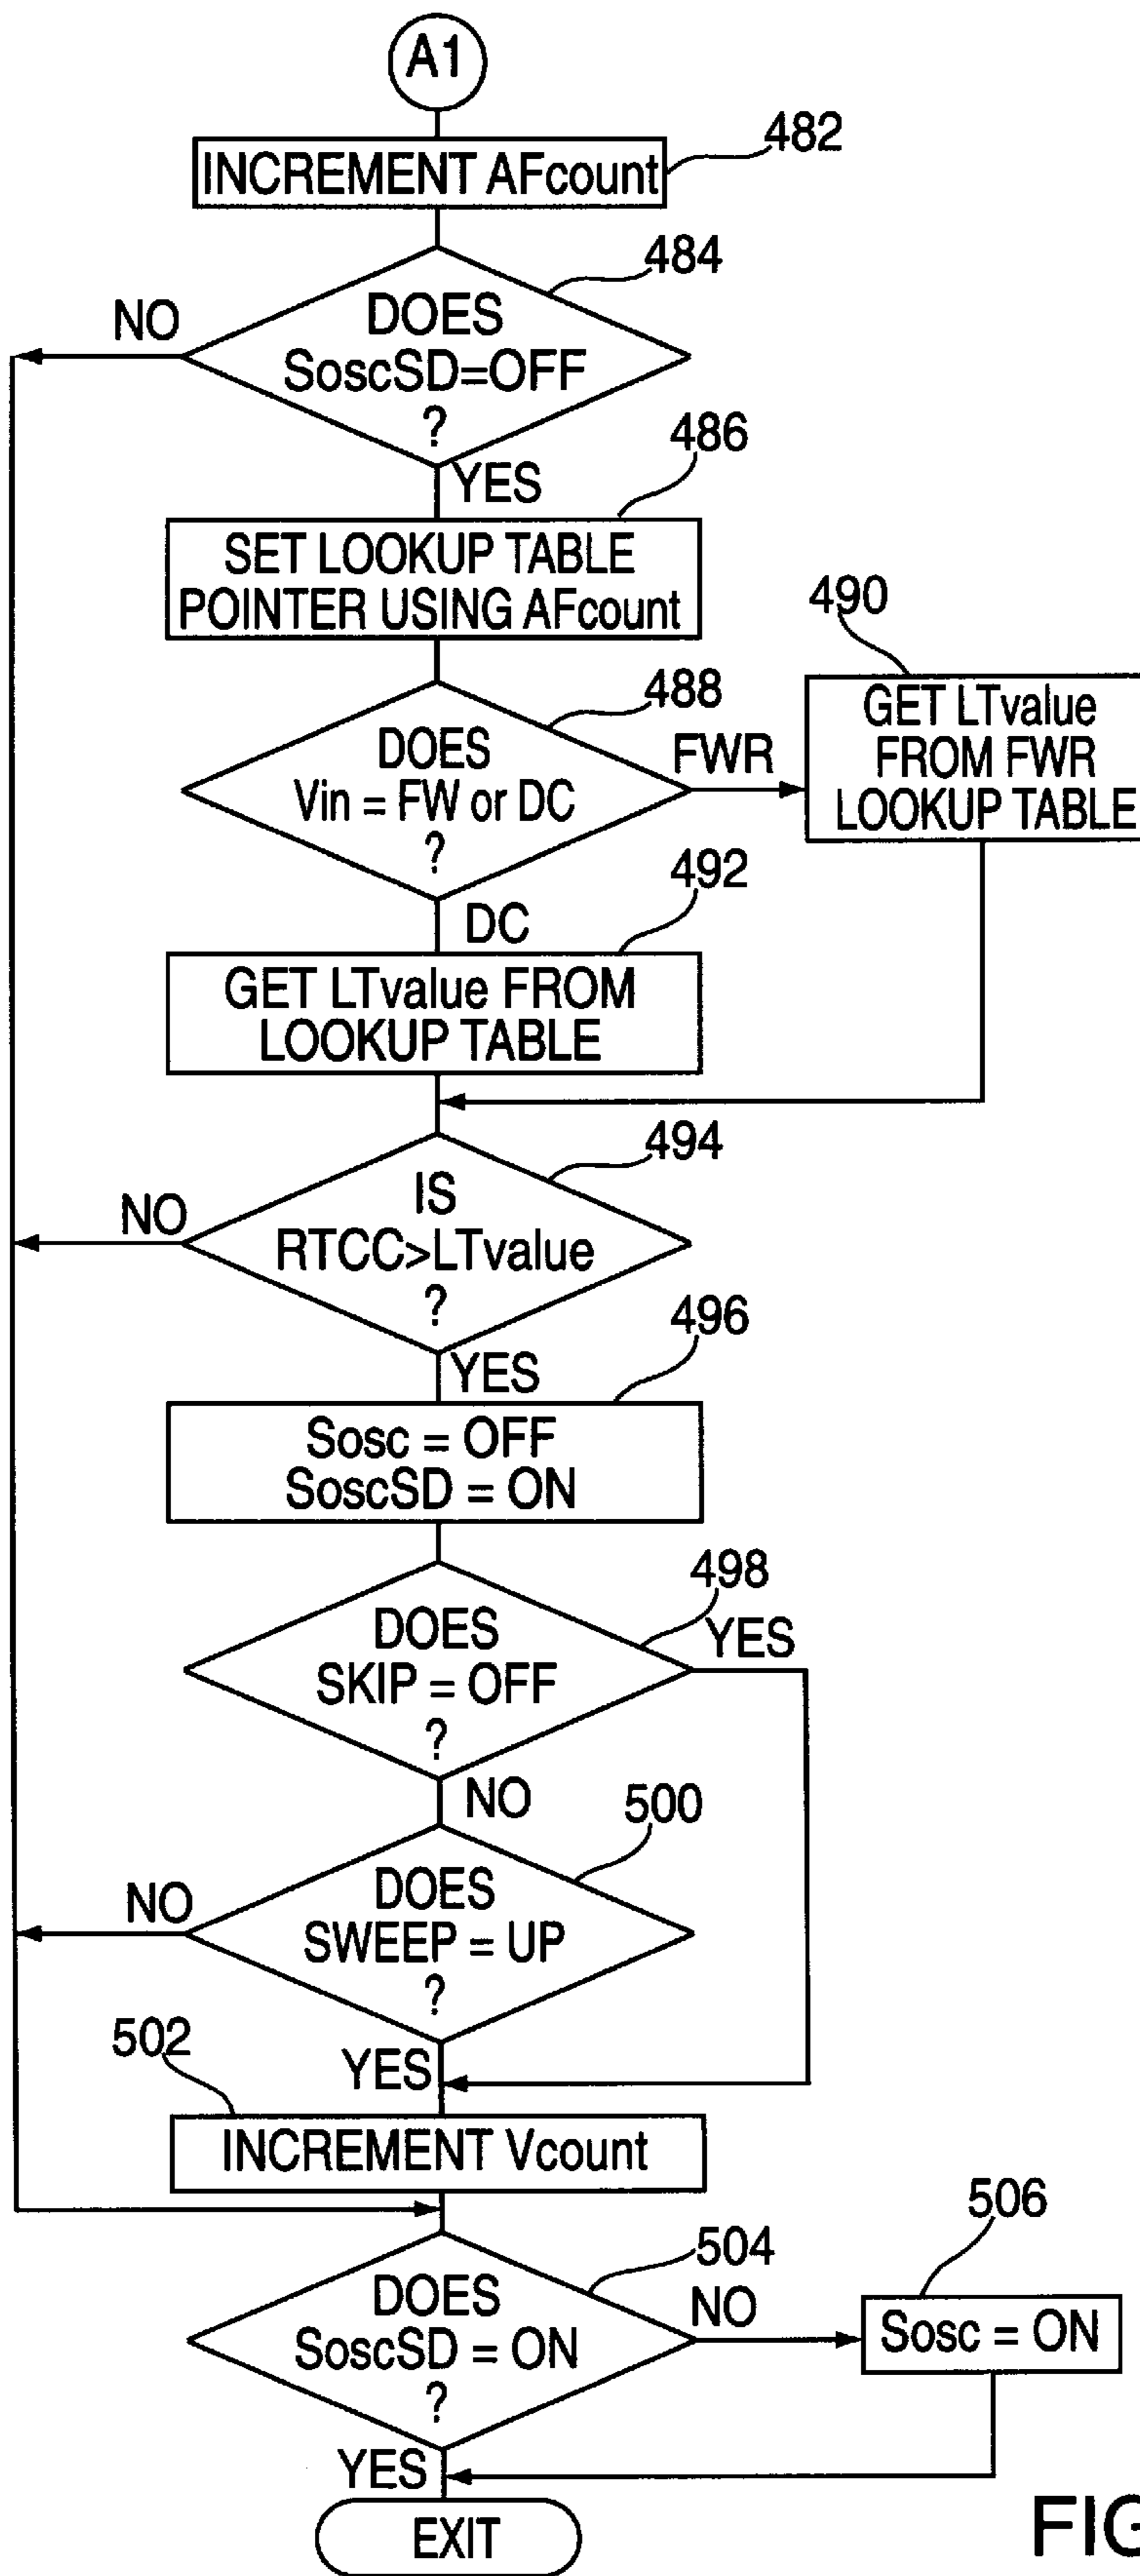 A1
INCREMENT AFcount
482
DOES
SoscSD=OFF
?
484
NO
YES
SET LOOKUP TABLE
POINTER USING AFcount
486
DOES
Vin = FW or DC
?
488
FWR
490
GET LTvalue
FROM FWR
LOOKUP TABLE
DC
492
GET LTvalue FROM
LOOKUP TABLE
IS
RTCC>LTvalue
?
494
NO
YES
496
Sosc = OFF
SoscSD = ON
DOES
SKIP = OFF
?
498
YES
NO
500
DOES
SWEEP = UP
?
NO
YES
502
INCREMENT Vcount
DOES
SoscSD = ON
?
504
NO
506
Sosc = ON
YES
EXIT
FIG